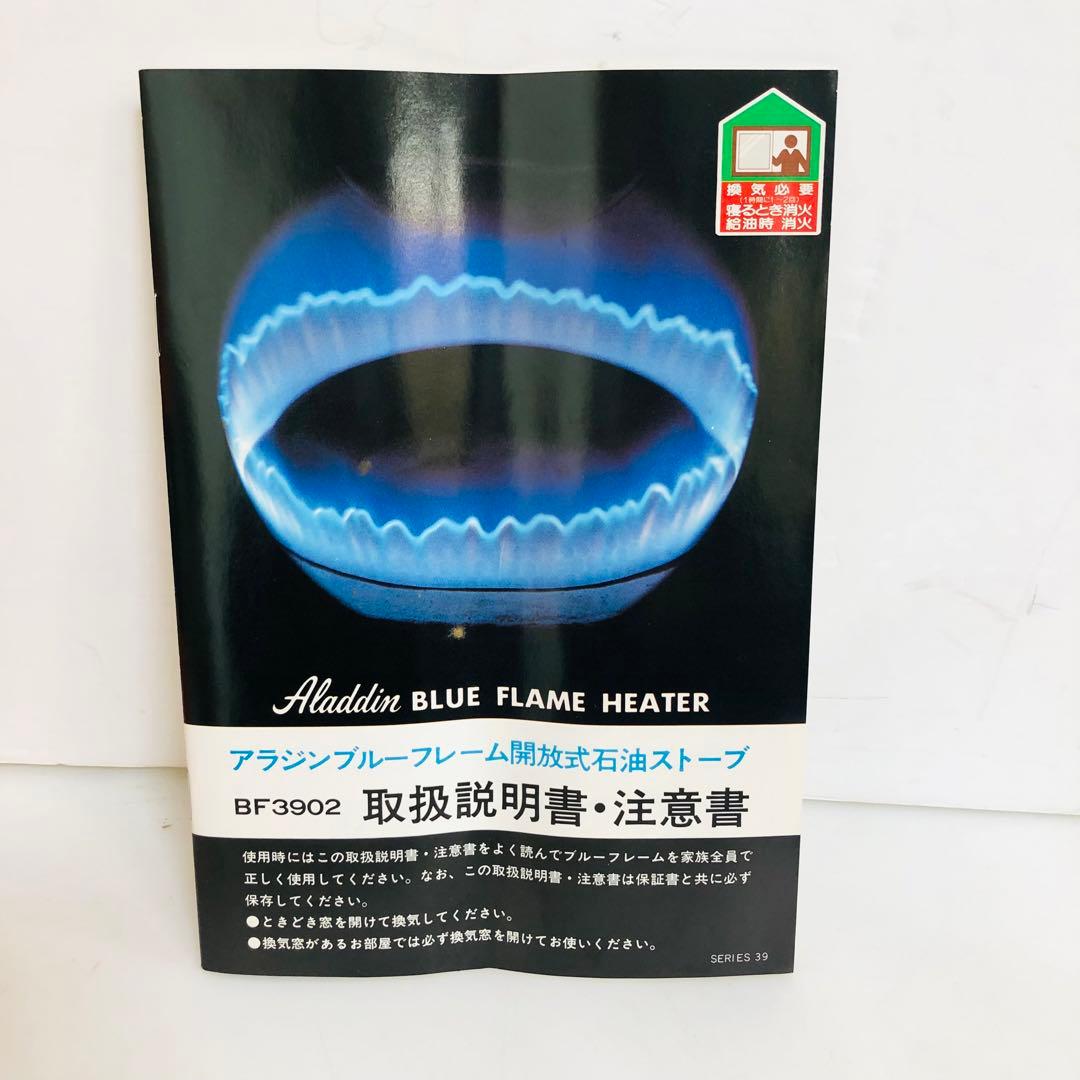 換気必要
(1時間に1〜2回)
寝るとき消火
給油時 消火
Aladdin BLUE FLAME HEATER
アラジンブルーフレーム開放式石油ストーブ
BF3902 取扱説明書・注意書
使用時にはこの取扱説明書・注意書をよく読んでブルーフレームを家族全員で
正しく使用してください。なお、この取扱説明書・注意書は保証書と共に必ず
保存してください。
●ときどき窓を開けて換気してください。
●換気窓があるお部屋では必ず換気窓を開けてお使いください。
SERIES 39